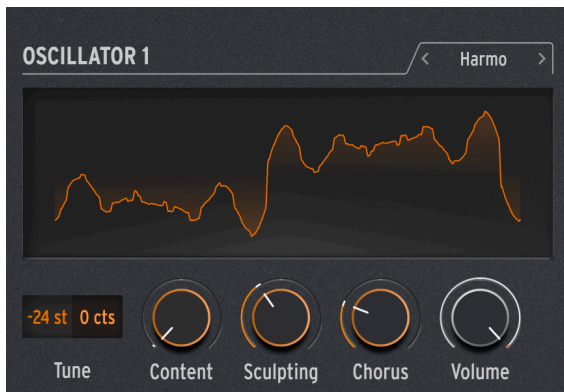 OSCILLATOR 1
< Harmo >
-24 st 0 cts
Tune Content Sculpting Chorus Volume